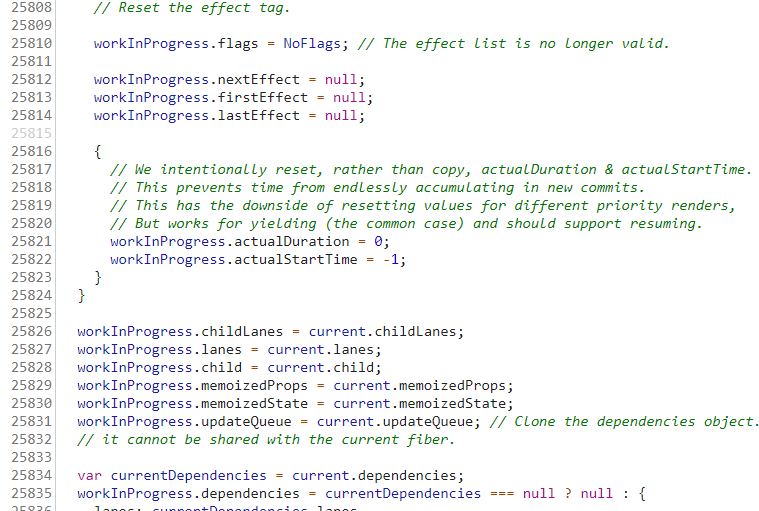 25808 // Reset the effect tag.
25809
25810 workInProgress.flags = NoFlags; // The effect list is no longer valid.
25811
25812 workInProgress.nextEffect = null;
25813 workInProgress.firstEffect = null;
25814 workInProgress.lastEffect = null;
25815
25816 {
25817 // We intentionally reset, rather than copy, actualDuration & actualStartTime.
25818 // This prevents time from endlessly accumulating in new commits.
25819 // This has the downside of resetting values for different priority renders,
25820 // But works for yielding (the common case) and should support resuming.
25821 workInProgress.actualDuration = 0;
25822 workInProgress.actualStartTime = -1;
25823 }
25824 }
25825
25826 workInProgress.childLanes = current.childLanes;
25827 workInProgress.lanes = current.lanes;
25828 workInProgress.child = current.child;
25829 workInProgress.memoizedProps = current.memoizedProps;
25830 workInProgress.memoizedState = current.memoizedState;
25831 workInProgress.updateQueue = current.updateQueue; // Clone the dependencies object.
25832 // it cannot be shared with the current fiber.
25833
25834 var currentDependencies = current.dependencies;
25835 workInProgress.dependencies = currentDependencies === null ? null : {
25836 lanes: currentDependencies.lanes